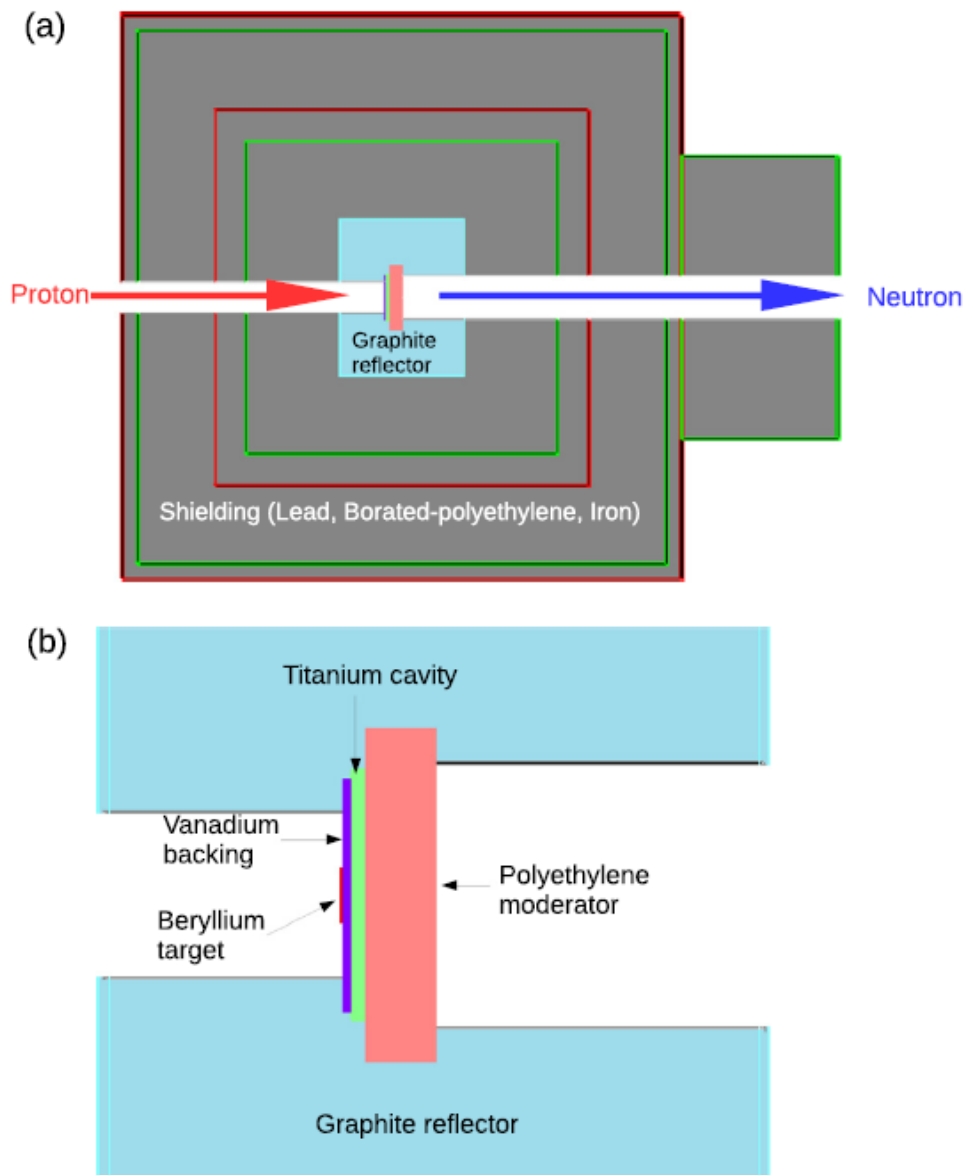 (a)
Proton
Neutron
Graphite
reflector
Shielding (Lead, Borated-polyethylene, Iron)
(b)
Titanium cavity
Vanadium
backing
Polyethylene
moderator
Beryllium
target
Graphite reflector